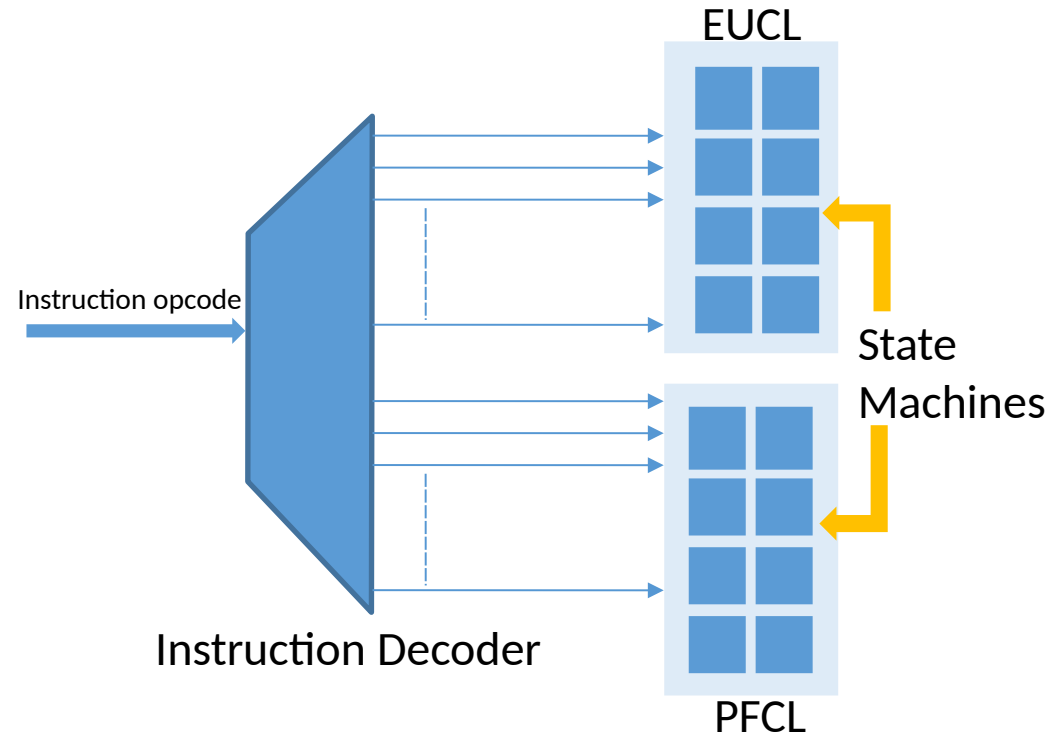 EUCL
Instruction opcode
State
Machines
Instruction Decoder
PFCL